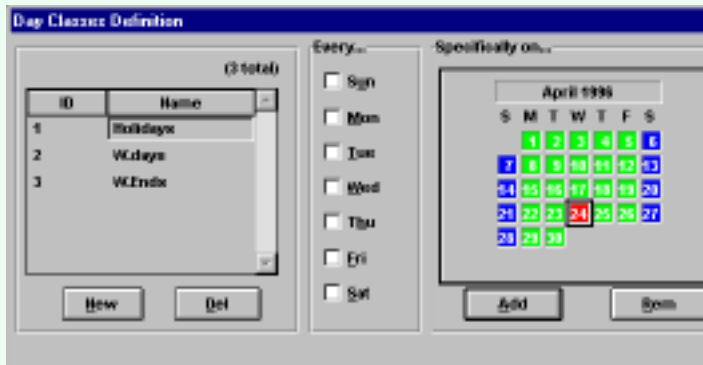 Day Classes Definition
(3 total)
ID Name
1 Holidays
2 W.days
3 W.Ends
New Del
Every...
Sun
Mon
Tue
Wed
Thu
Fri
Sat
Specifically on...
April 1996
S M T W T F S
1 2 3 4 5 6
7 8 9 10 11 12 13
14 15 16 17 18 19 20
21 22 23 24 25 26 27
28 29 30
Add Rem